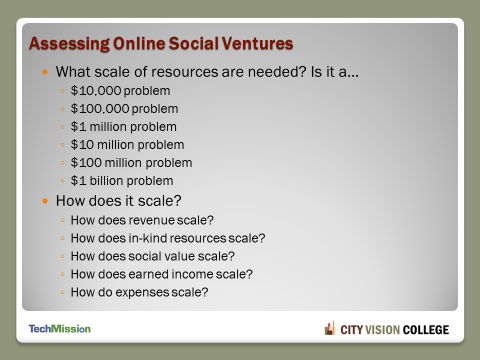 Assessing Online Social Ventures
What scale of resources are needed? Is it a...
$10,000 problem
$100,000 problem
$1 million problem
$10 million problem
$100 million problem
$1 billion problem
How does it scale?
How does revenue scale?
How does in-kind resources scale?
How does social value scale?
How does earned income scale?
How do expenses scale?
TechMission
CITY VISION COLLEGE